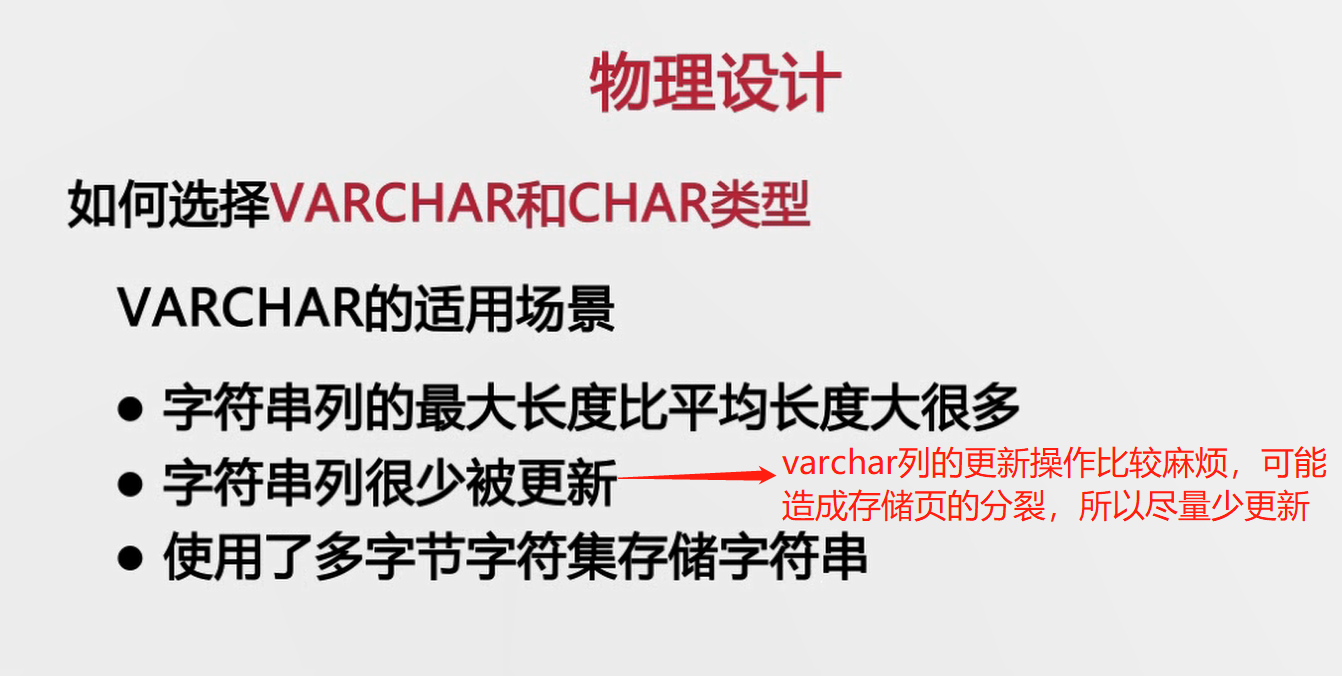 物理设计
如何选择VARCHAR和CHAR类型
VARCHAR的适用场景
● 字符串列的最大长度比平均长度大很多
● 字符串列很少被更新
varchar列的更新操作比较麻烦，可能
造成存储页的分裂，所以尽量少更新
● 使用了多字节字符集存储字符串